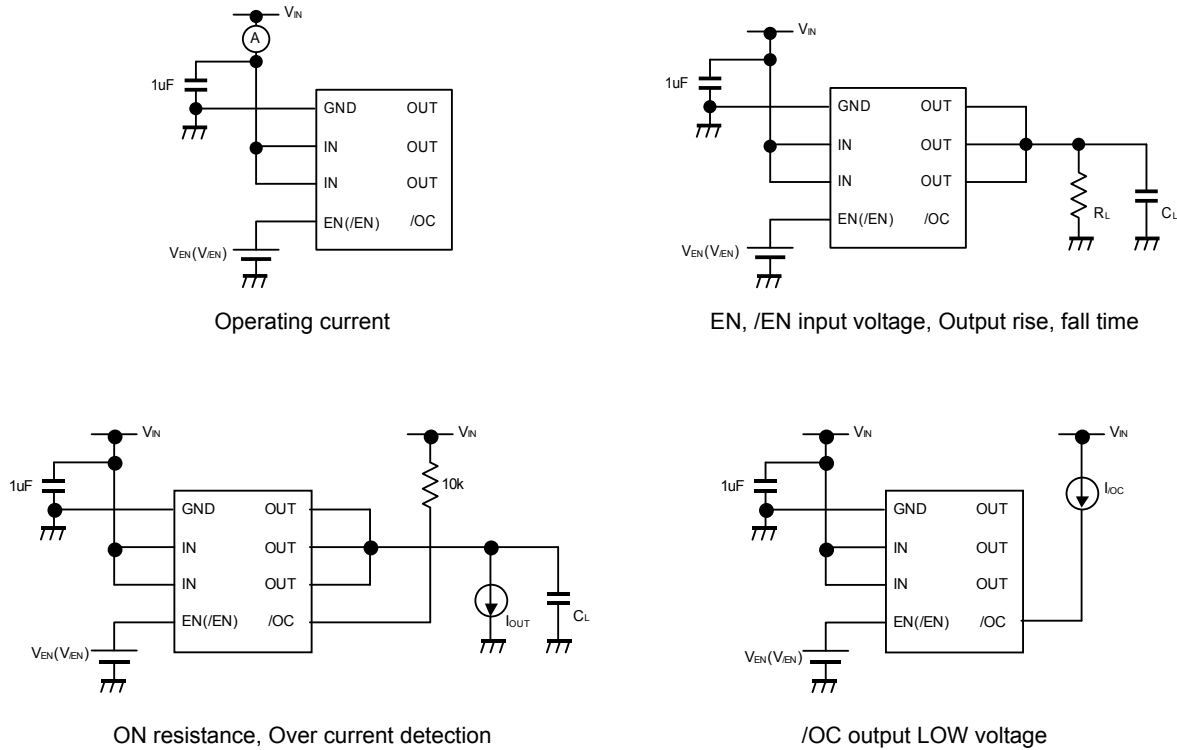 VIN
A
1uF
GND OUT
IN OUT
IN OUT
EN(/EN) /OC
VEN(V/EN)
Operating current
VIN
1uF
GND OUT
IN OUT
IN OUT
EN(/EN) /OC
VEN(V/EN)
RL
CL
EN, /EN input voltage, Output rise, fall time
VIN
VIN
10k
1uF
GND OUT
IN OUT
IN OUT
EN(/EN) /OC
IOUT
CL
VEN(V/EN)
ON resistance, Over current detection
VIN
VIN
1uF
I/OC
GND OUT
IN OUT
IN OUT
EN(/EN) /OC
VEN(V/EN)
/OC output LOW voltage